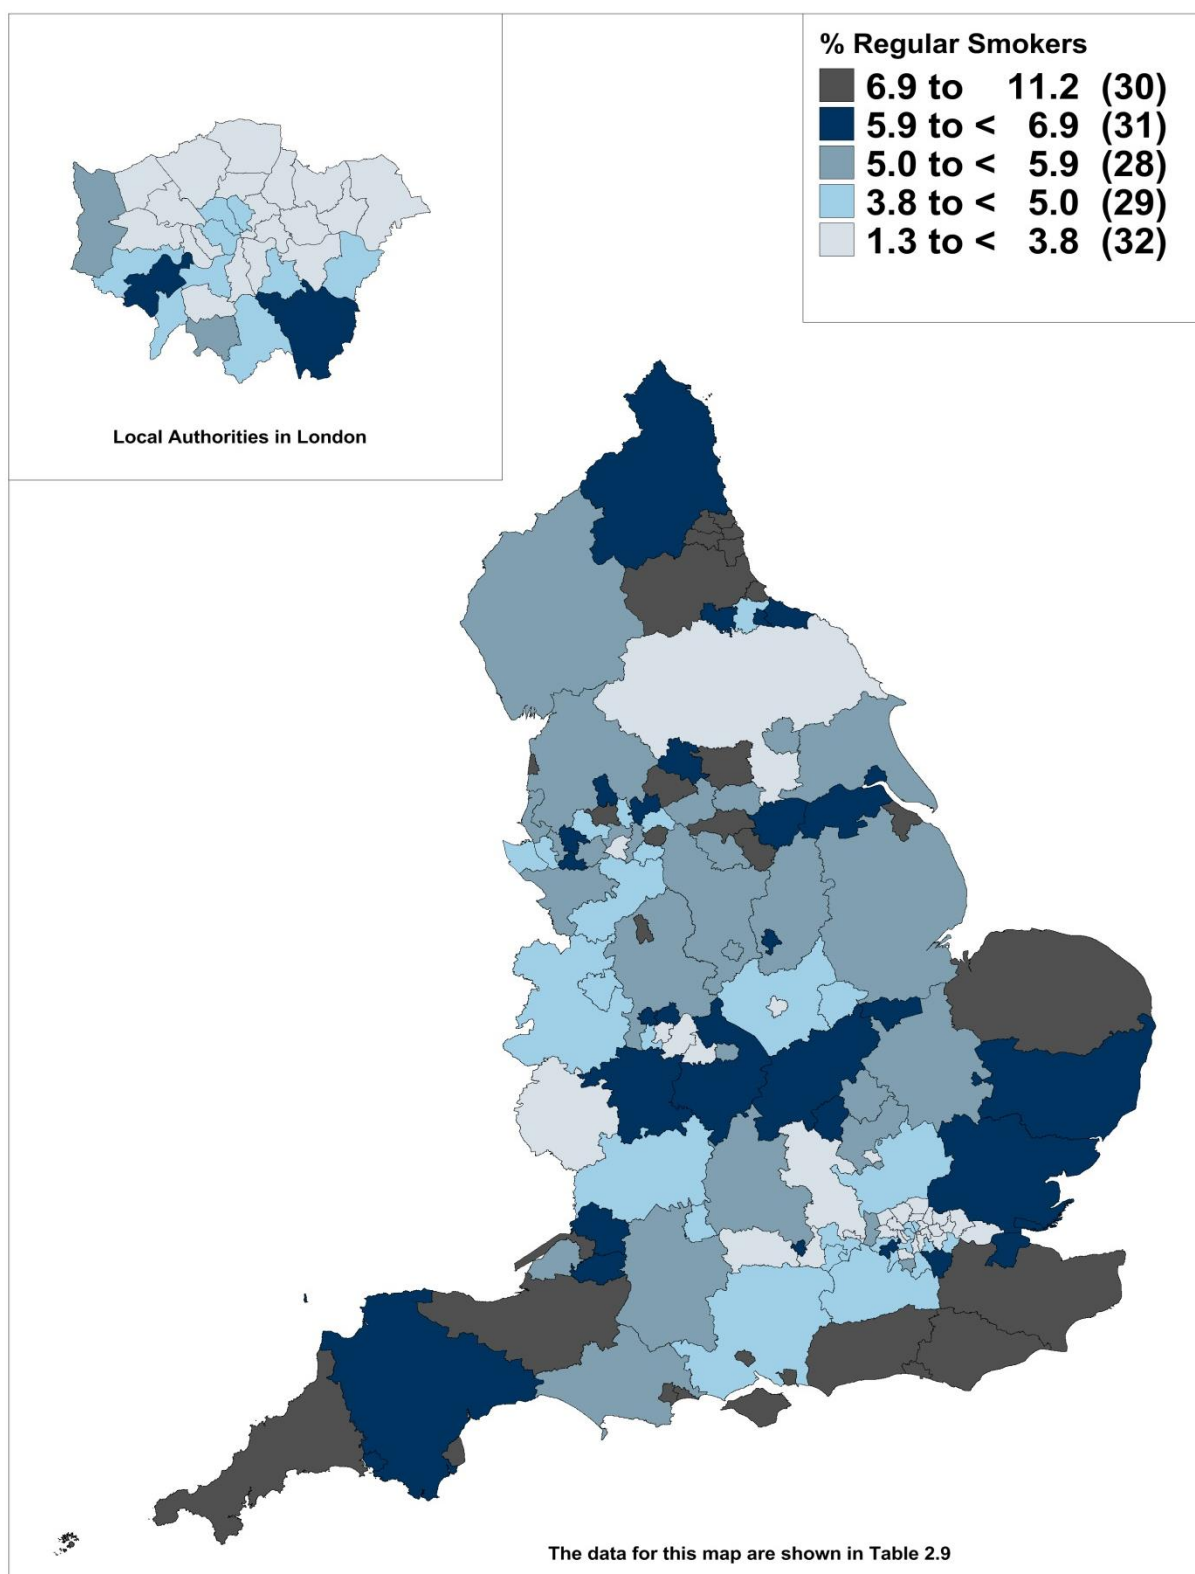 % Regular Smokers
6.9 to 11.2 (30)
5.9 to < 6.9 (31)
5.0 to < 5.9 (28)
3.8 to < 5.0 (29)
1.3 to < 3.8 (32)
Local Authorities in London
The data for this map are shown in Table 2.9